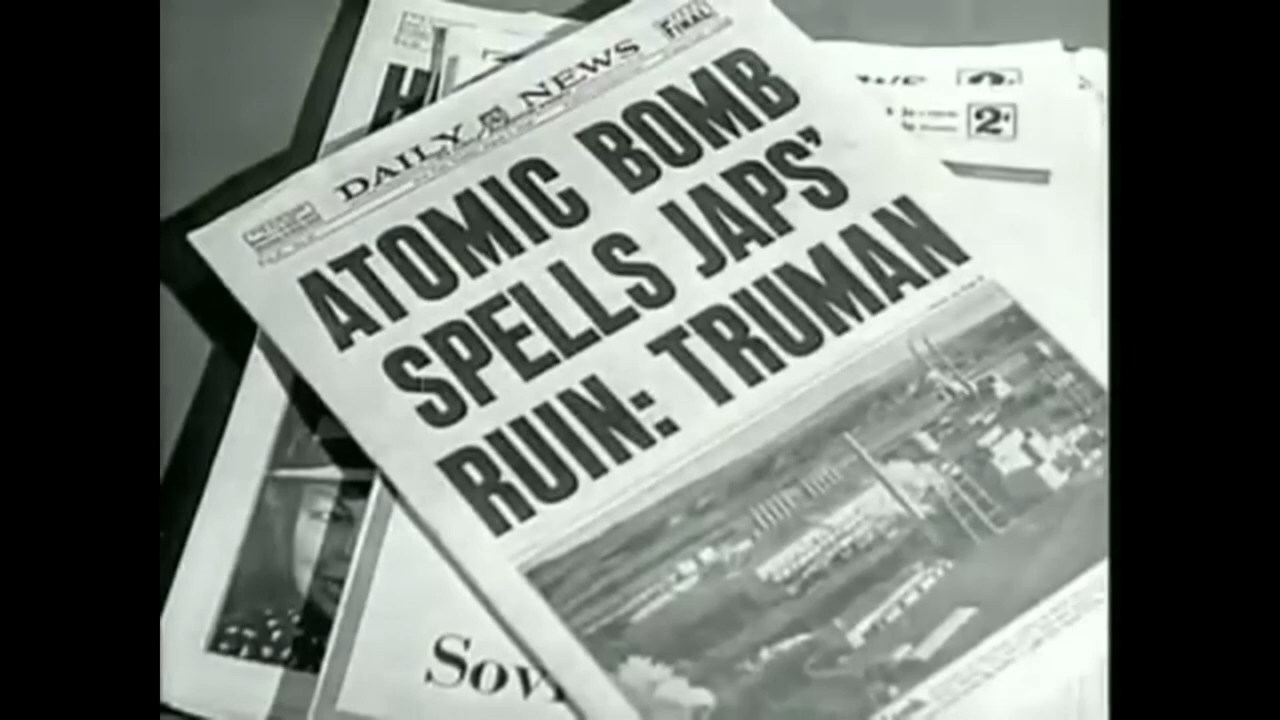 DAILY NEWS
FINAL
ATOMIC BOMB
SPELLS JAPS'
RUIN: TRUMAN
2¢
Sov